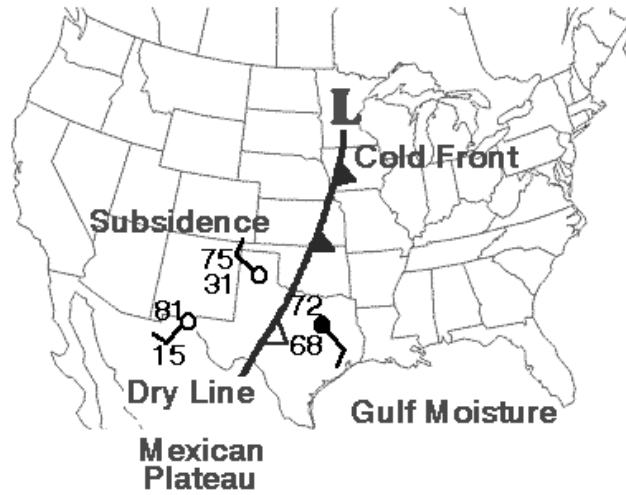 L
Cold Front
Subsidence
75
31
81
15
72
68
Dry Line
Gulf Moisture
Mexican
Plateau